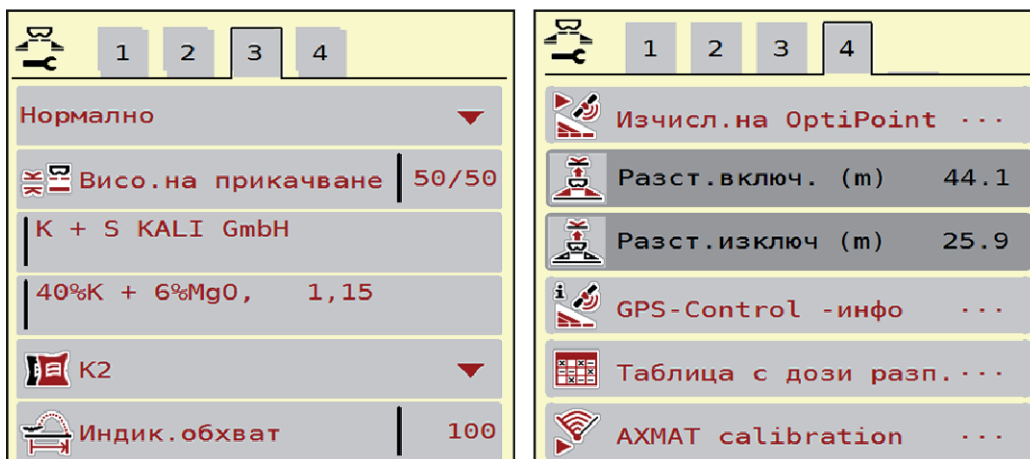 1 2 3 4
Нормално
Висо.на прикачване 50/50
K + S KALI GmbH
40%K + 6%MgO, 1,15
K2
Индик.обхват 100
1 2 3 4
Изчисл.на OptiPoint ...
Разст.включ. (m) 44.1
Разст.изключ (m) 25.9
i
GPS-Control -инфо ...
Таблица с дози разп. ...
AXMAT calibration ...